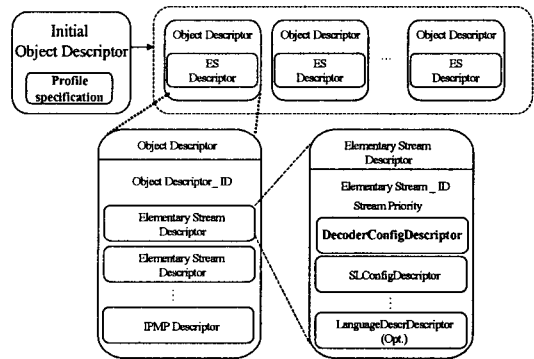 Initial
Object Descriptor
Profile
specification
Object Descriptor
ES
Descriptor
Object Descriptor
ES
Descriptor
...
Object Descriptor
ES
Descriptor
Object Descriptor
Object Descriptor_ ID
Elementary Stream
Descriptor
Elementary Stream
Descriptor
⋮
IPMP Descriptor
Elementary Stream
Descriptor
Elementary Stream _ ID
Stream Priority
DecoderConfigDescriptor
SLConfigDescriptor
⋮
LanguageDescrDescriptor
(Opt.)